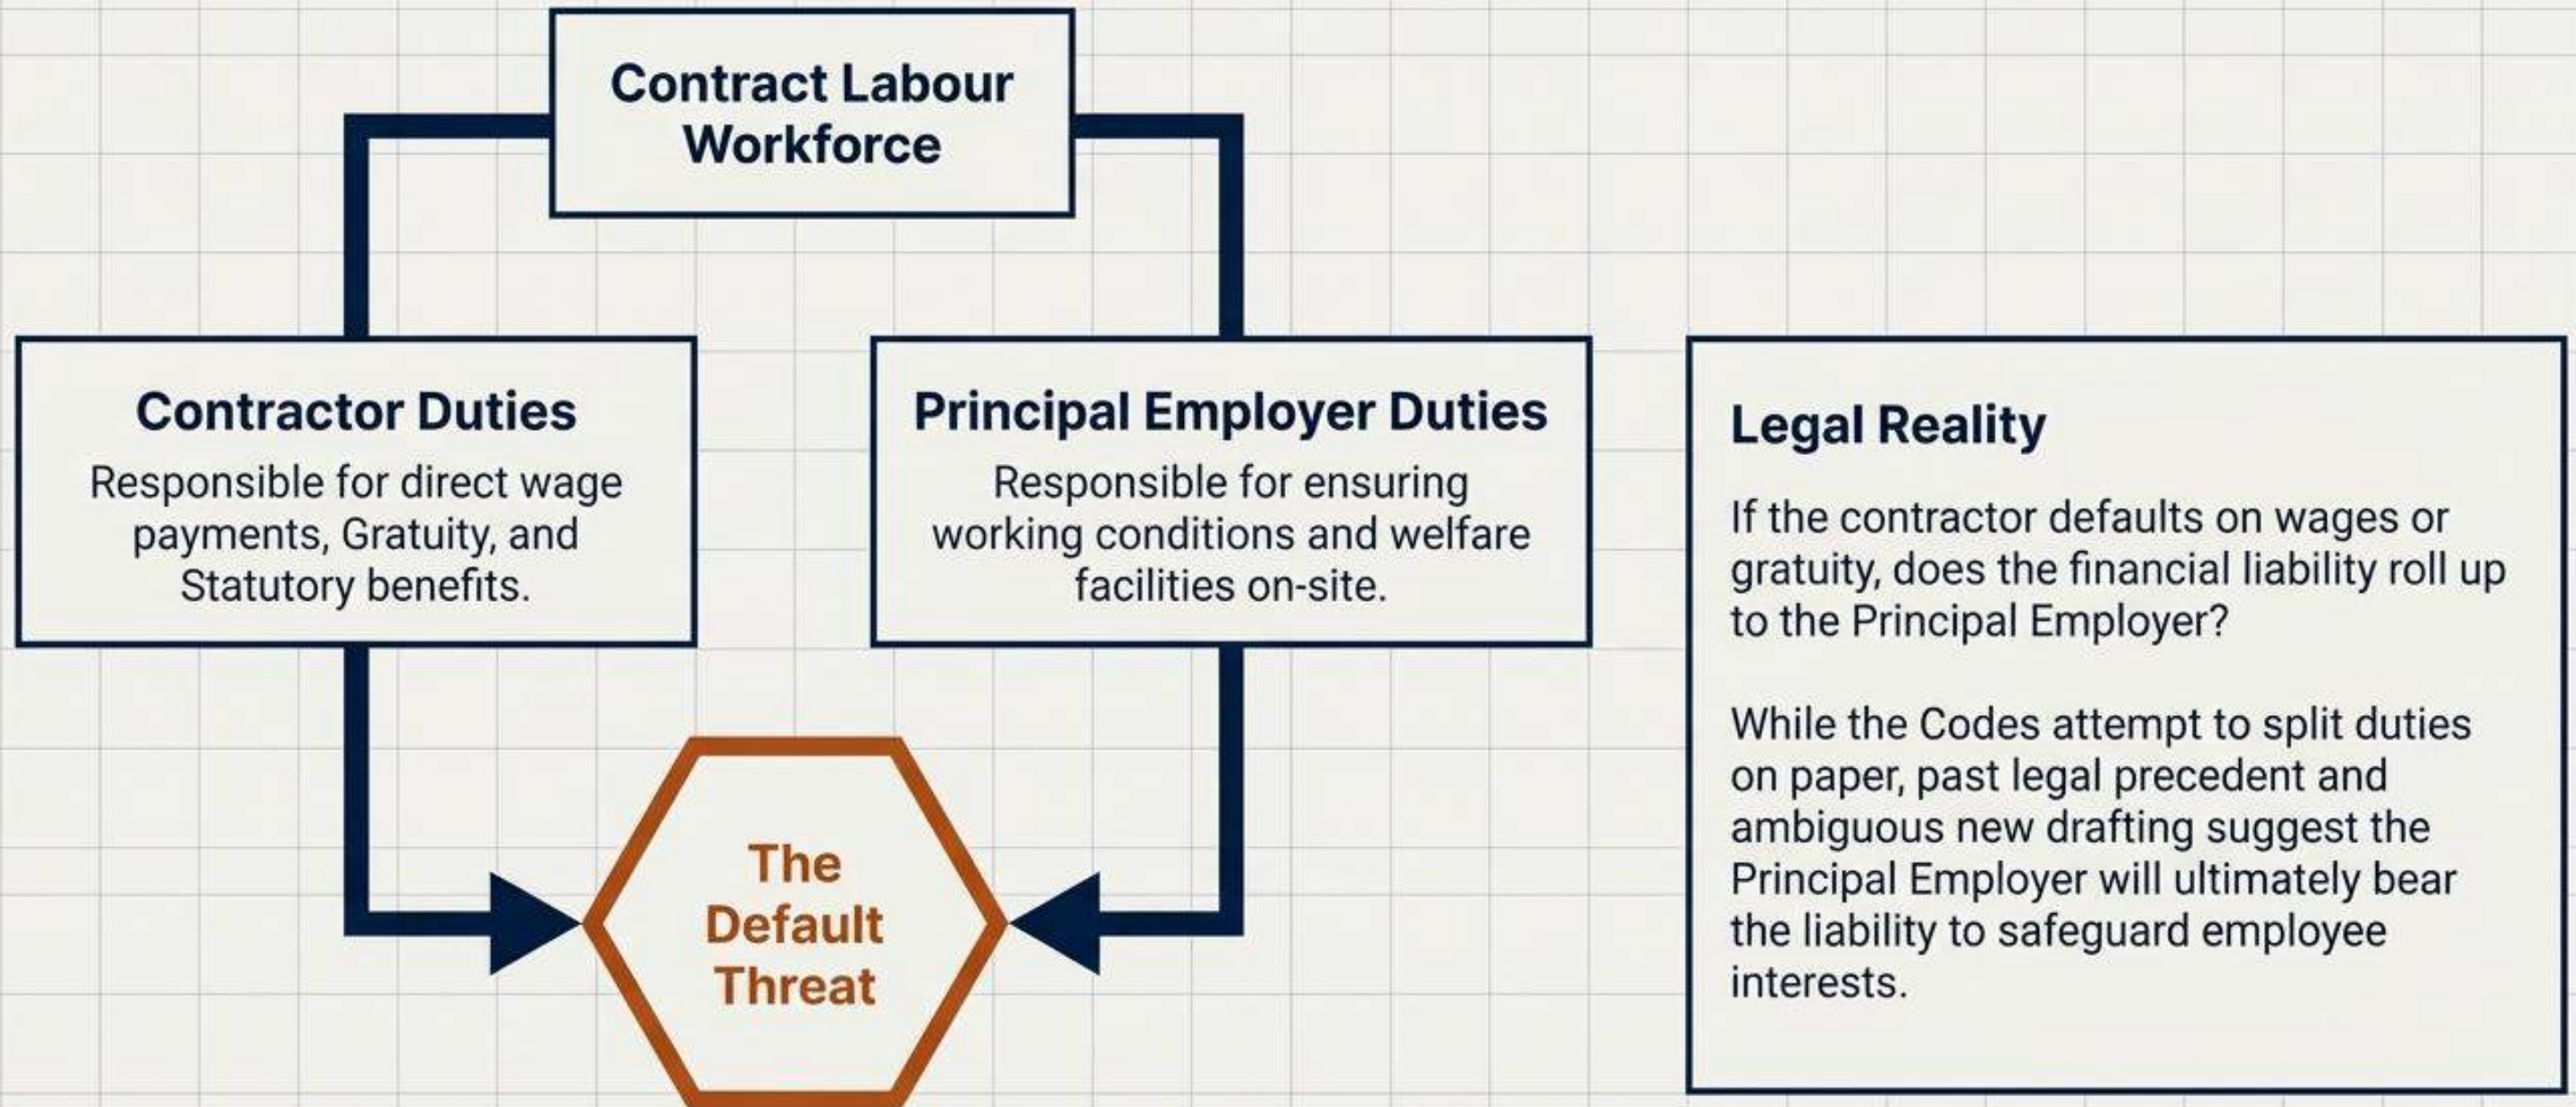 Contract Labour
Workforce
Contractor Duties
Responsible for direct wage
payments, Gratuity, and
Statutory benefits.
Principal Employer Duties
Responsible for ensuring
working conditions and welfare
facilities on-site.
The
Default
Threat
Legal Reality
If the contractor defaults on wages or
gratuity, does the financial liability roll up
to the Principal Employer?
While the Codes attempt to split duties
on paper, past legal precedent and
ambiguous new drafting suggest the
Principal Employer will ultimately bear
the liability to safeguard employee
interests.